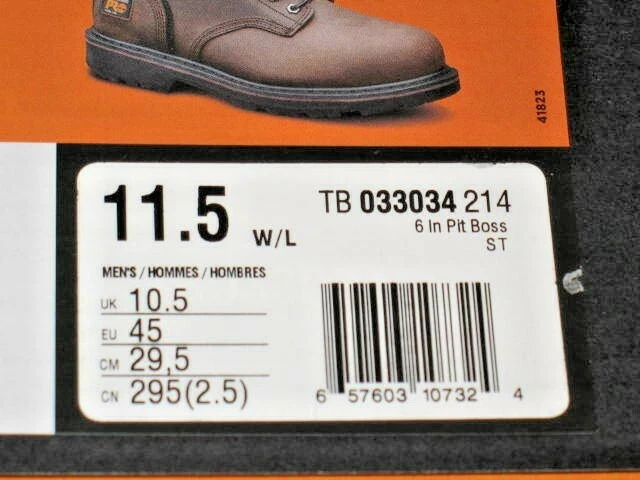 PRO
41823
11.5 W/L
TB 033034 214
6 In Pit Boss
ST
MEN'S / HOMMES / HOMBRES
UK 10.5
EU 45
CM 29,5
CN 295(2.5)
6 57603 10732 4